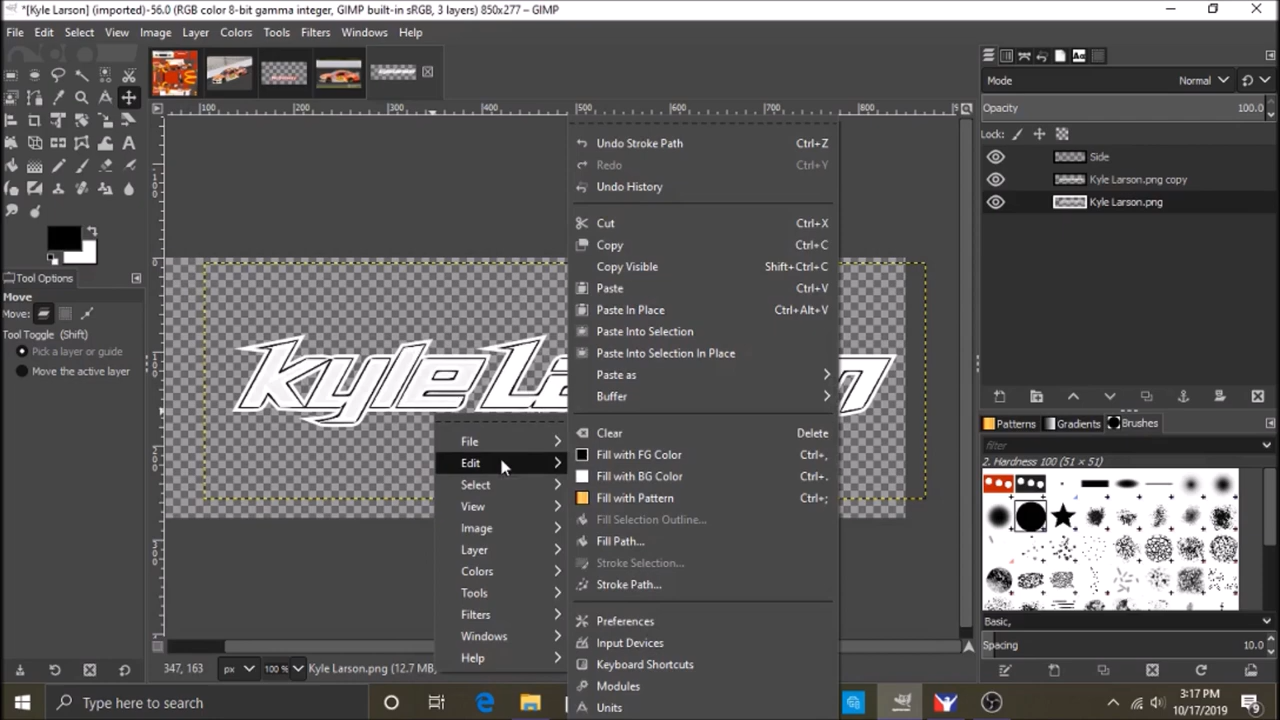 *[Kyle Larson] (imported)-56.0 (RGB color 8-bit gamma integer, GIMP built-in sRGB, 3 layers) 850x277 – GIMP
File Edit Select View Image Layer Colors Tools Filters Windows Help
Mode Normal
Opacity 100.0
Lock:
Side
Kyle Larson.png copy
Kyle Larson.png
100 200 300 400 500 600 700 800
Tool Options
Move
Move:
Tool Toggle (Shift)
Pick a layer or guide
Move the active layer
Kyle La n
File
Edit
Select
View
Image
Layer
Colors
Tools
Filters
Windows
Help
Undo Stroke Path Ctrl+Z
Redo Ctrl+Y
Undo History
Cut Ctrl+X
Copy Ctrl+C
Copy Visible Shift+Ctrl+C
Paste Ctrl+V
Paste In Place Ctrl+Alt+V
Paste Into Selection
Paste Into Selection In Place
Paste as
Buffer
Clear Delete
Fill with FG Color Ctrl+,
Fill with BG Color Ctrl+.
Fill with Pattern Ctrl+;
Fill Selection Outline...
Fill Path...
Stroke Selection...
Stroke Path...
Preferences
Input Devices
Keyboard Shortcuts
Modules
Units
Patterns Gradients Brushes
filter
2. Hardness 100 (51 × 51)
Basic,
Spacing 10.0
347, 163 px 100 % Kyle Larson.png (12.7 MB,
Type here to search
3:17 PM
10/17/2019
9